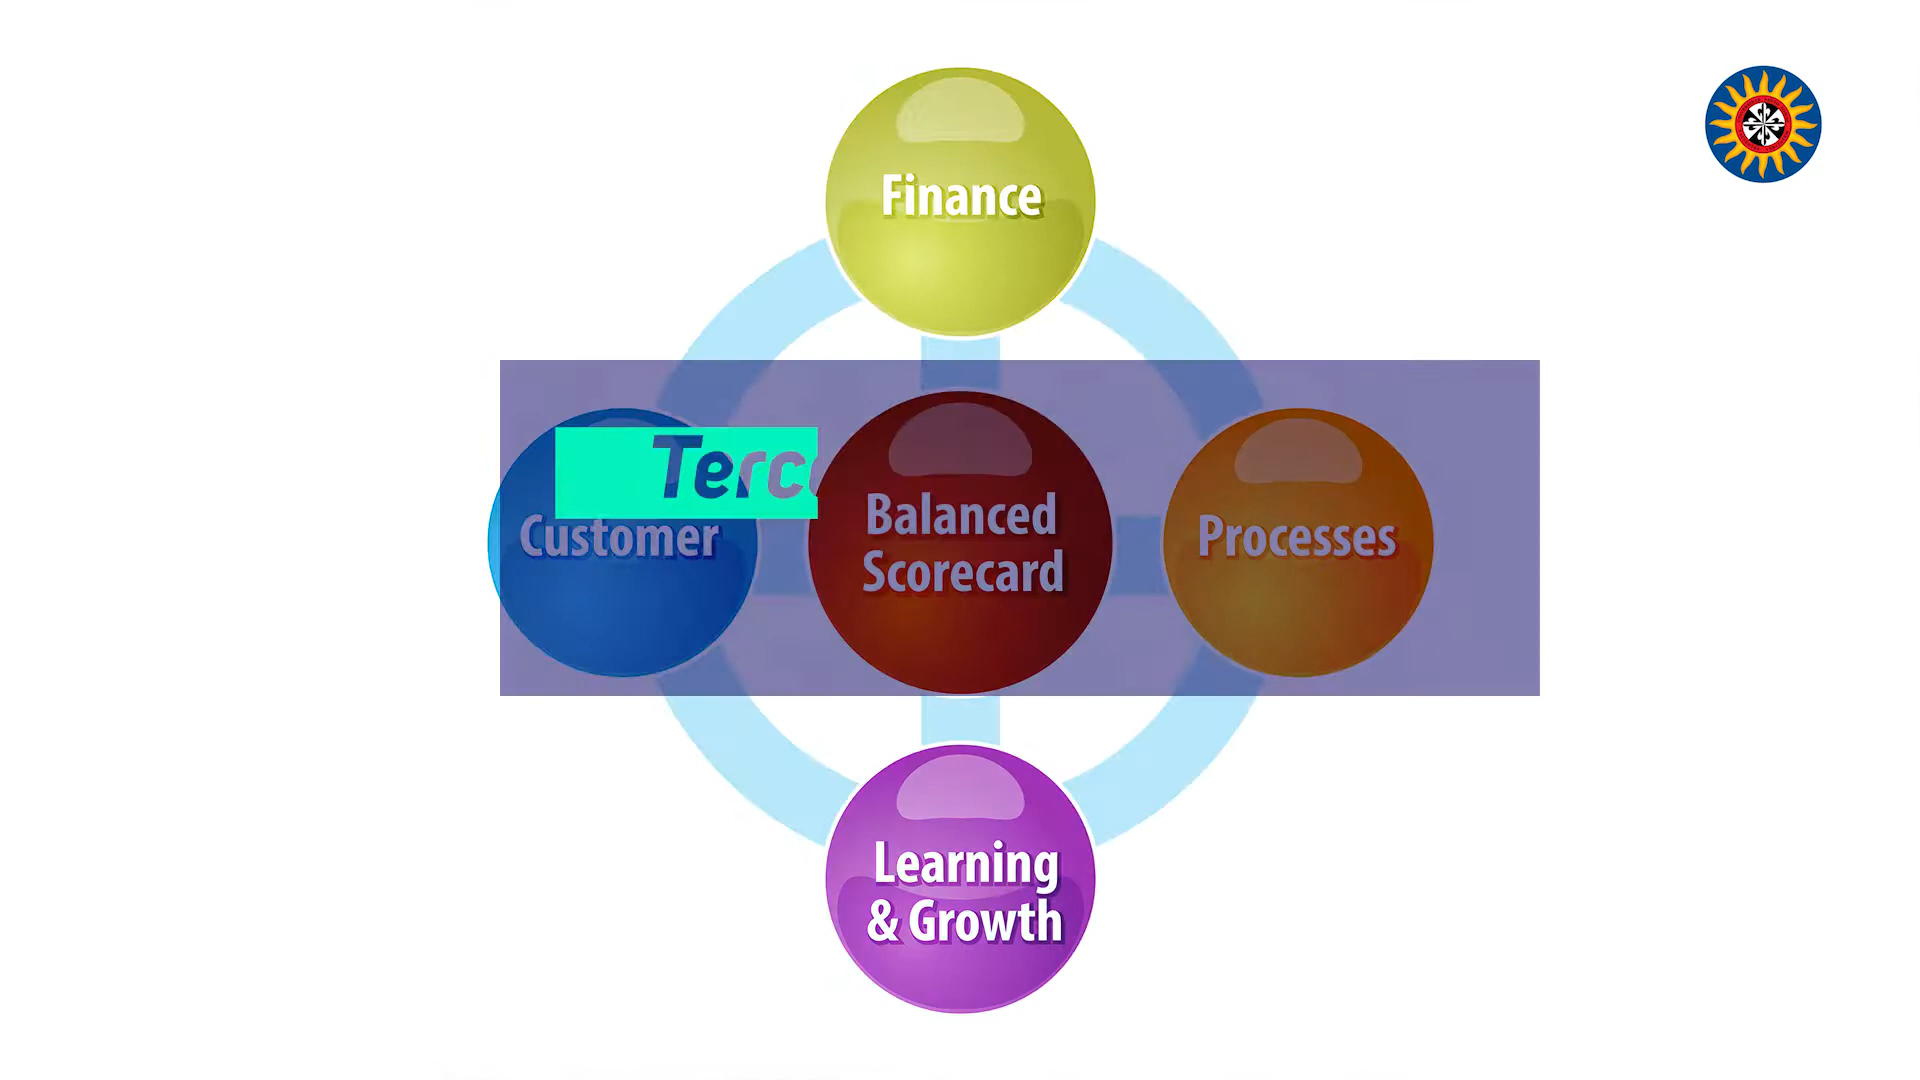 Finance
Customer
Balanced
Scorecard
Processes
Learning
& Growth